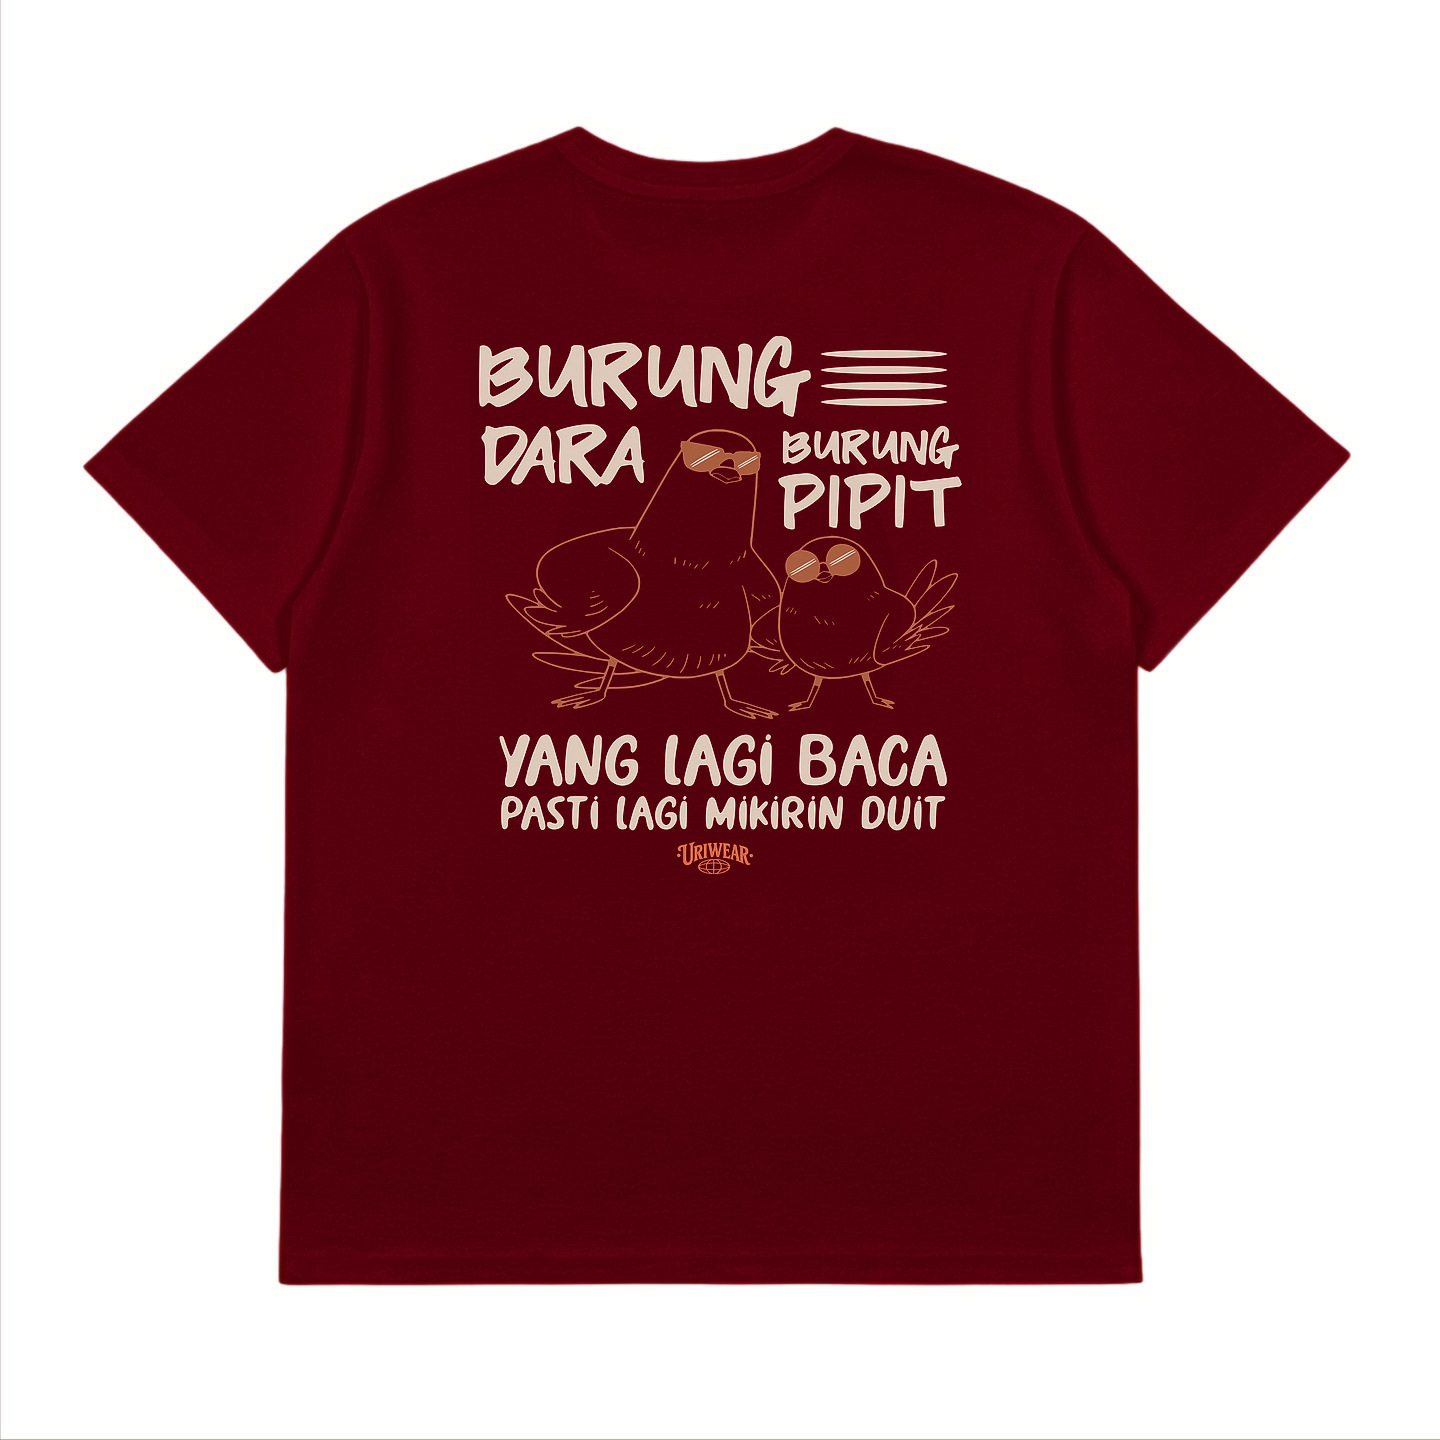 BURUNG
DARA
BURUNG
PIPIT
YANG LAGi BACA
PASTi LAGi MiKiRiN DUiT
URIWEAR